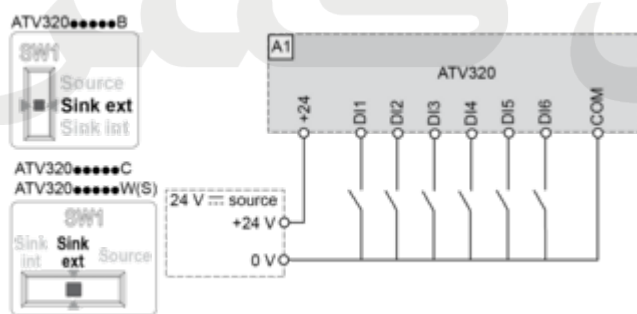 ATV320●●●●●B
SW1
Source
Sink ext
Sink int
ATV320●●●●●C
ATV320●●●●●W(S)
SW1
Sink int
Sink ext
Source
A1
ATV320
+24
DI1
DI2
DI3
DI4
DI5
DI6
COM
24 V ⎓ source
+24 V
0 V